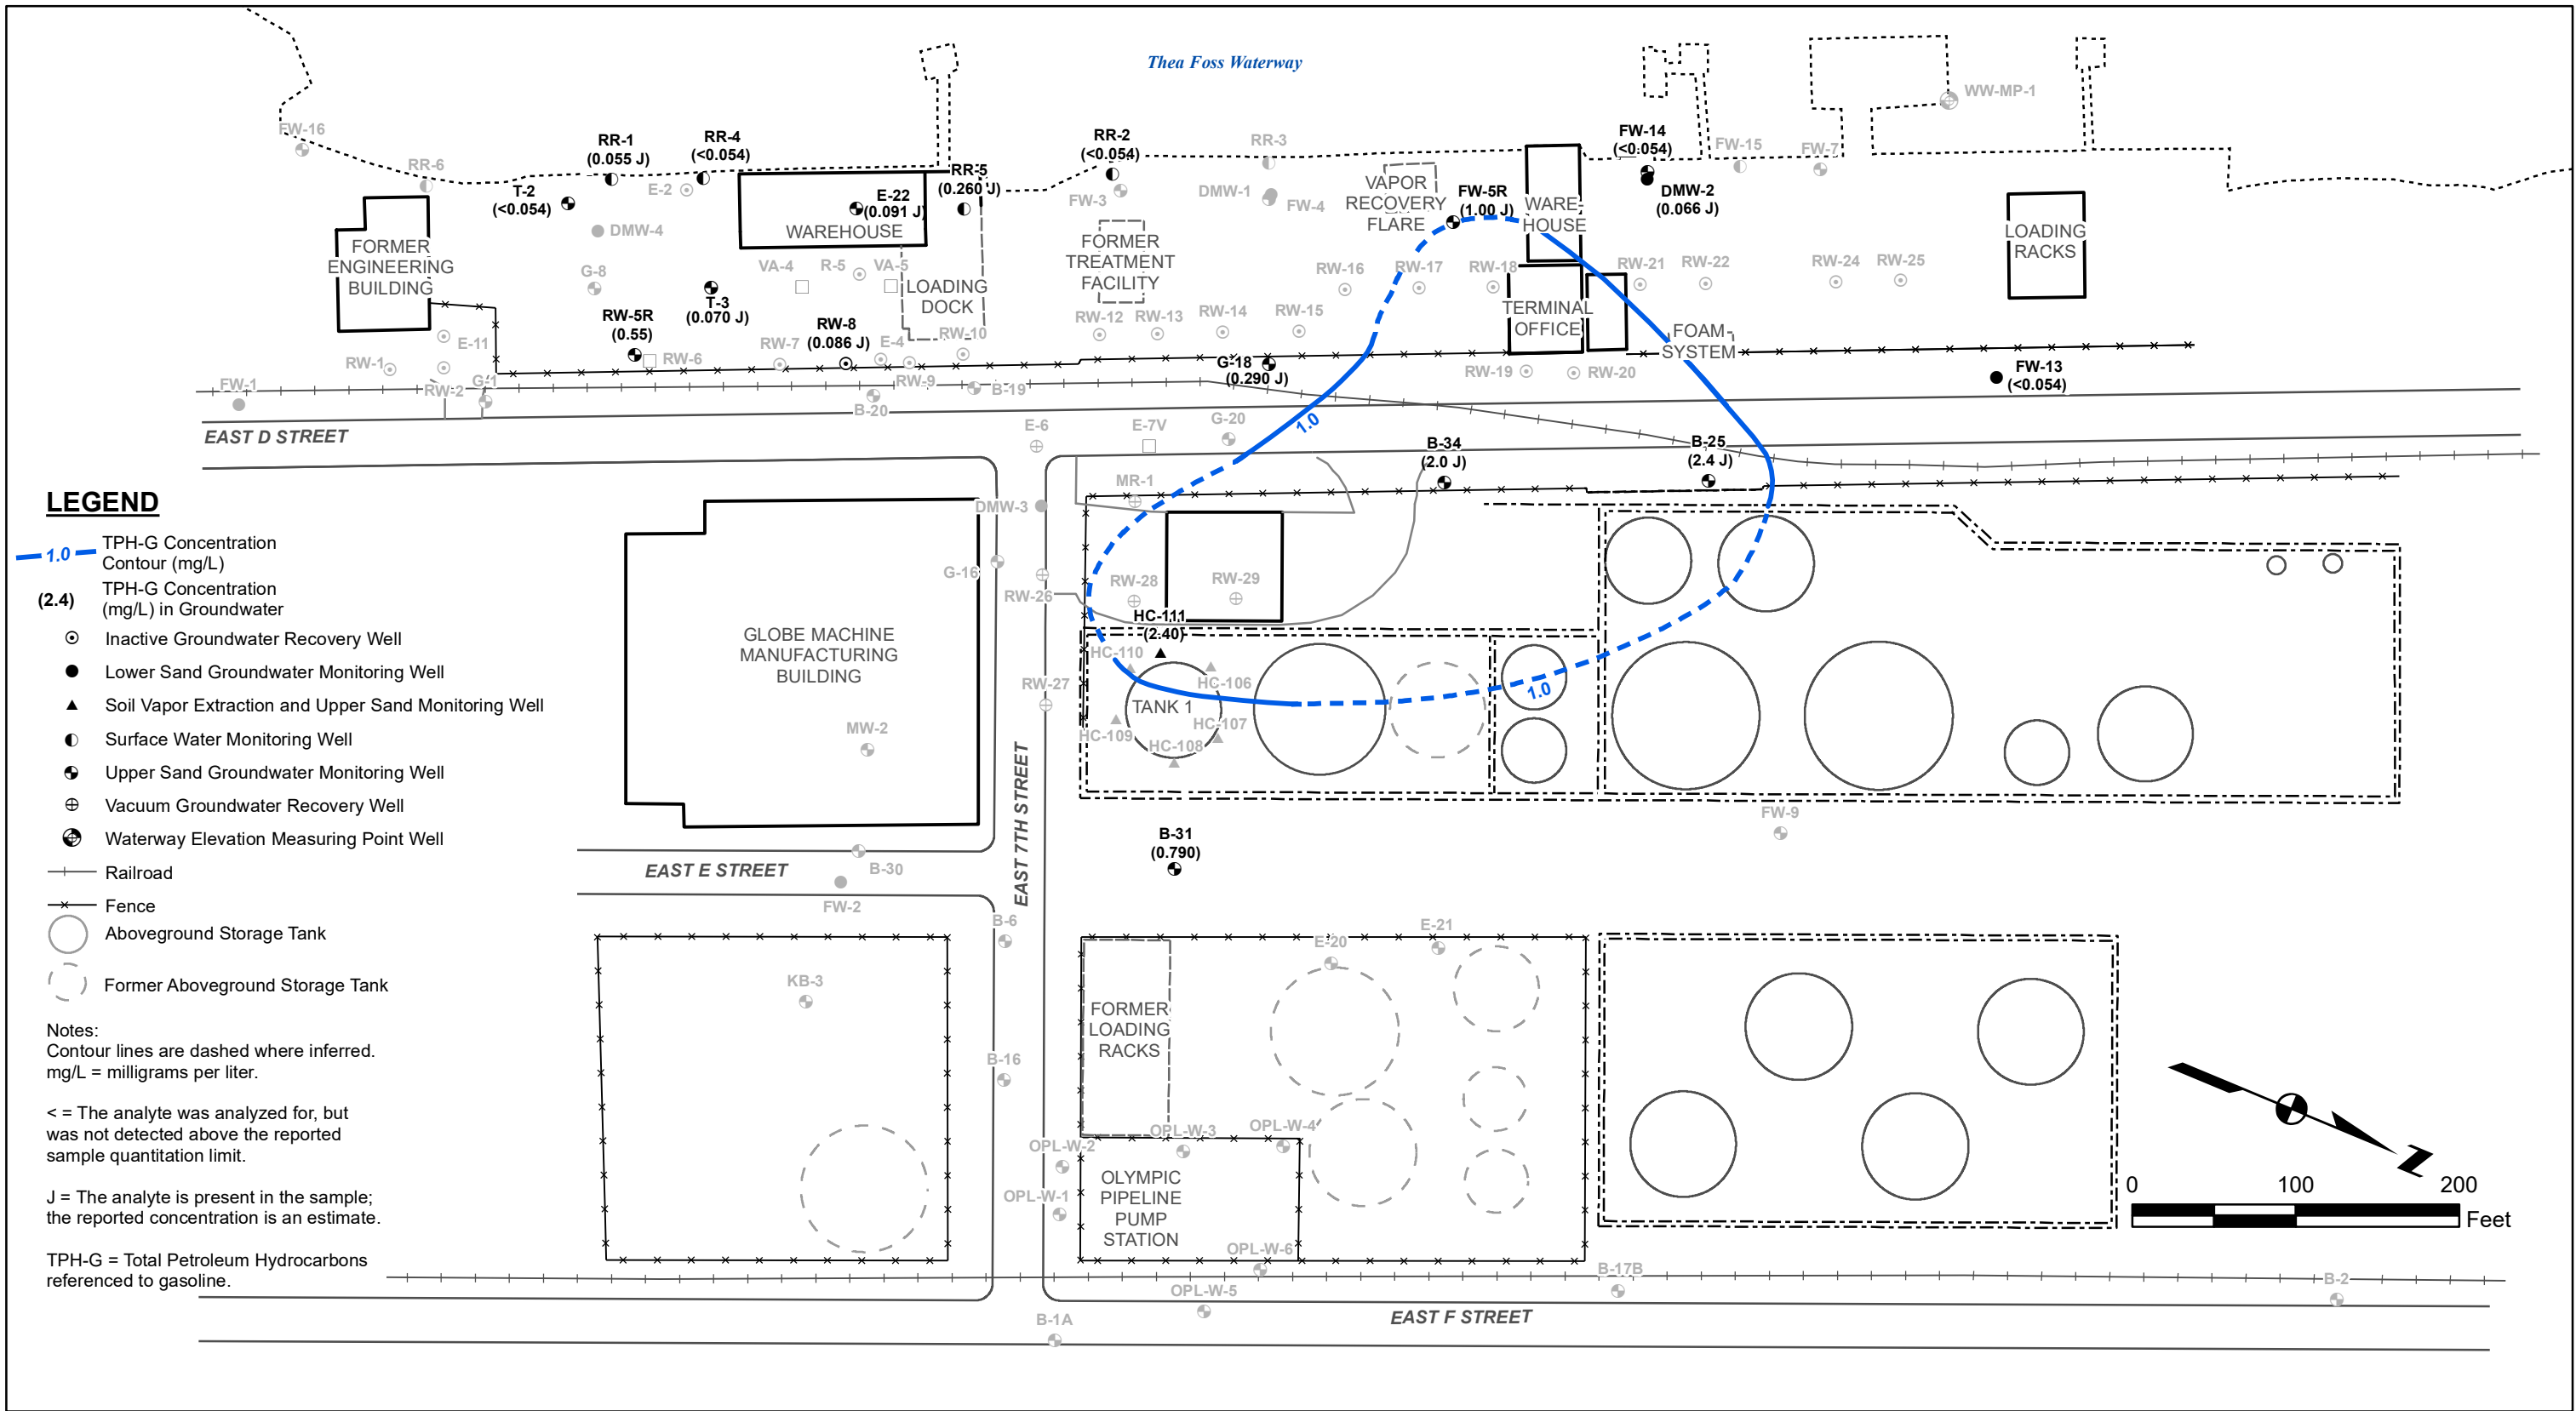 Thea Foss Waterway
WW-MP-1
FW-16
RR-6
RR-1
(0.055 J)
RR-4
(<0.054)
T-2
(<0.054)
E-2
DMW-4
G-8
E-22
(0.091 J)
WAREHOUSE
RR-5
(0.260 J)
RR-2
(<0.054)
FW-3
RR-3
DMW-1
FW-4
VAPOR
RECOVERY
FLARE
FW-5R
(1.00 J)
WARE-
HOUSE
FW-14
(<0.054)
DMW-2
(0.066 J)
FW-15
FW-7
LOADING
RACKS
FORMER
ENGINEERING
BUILDING
FORMER
TREATMENT
FACILITY
VA-4
R-5
VA-5
LOADING
DOCK
T-3
(0.070 J)
RW-5R
(0.55)
RW-6
RW-7
RW-8
(0.086 J)
E-4
RW-9
RW-10
RW-12
RW-13
RW-14
RW-15
RW-16
RW-17
RW-18
RW-21
RW-22
RW-24
RW-25
TERMINAL
OFFICE
FOAM-
SYSTEM
E-11
RW-1
RW-2
G-1
FW-1
B-20
B-19
G-18
(0.290 J)
RW-19
RW-20
FW-13
(<0.054)
EAST D STREET
1.0
E-6
E-7V
G-20
B-34
(2.0 J)
B-25
(2.4 J)
MR-1
DMW-3
G-16
RW-26
RW-28
RW-29
HC-111
(2.40)
HC-110
HC-106
RW-27
TANK 1
HC-107
HC-109
HC-108
1.0
GLOBE MACHINE
MANUFACTURING
BUILDING
MW-2
EAST 7TH STREET
B-31
(0.790)
FW-9
EAST E STREET
B-30
FW-2
B-6
KB-3
B-16
E-20
E-21
FORMER
LOADING
RACKS
OPL-W-2
OPL-W-3
OPL-W-4
OPL-W-1
OLYMPIC
PIPELINE
PUMP
STATION
OPL-W-6
OPL-W-5
B-17B
B-2
B-1A
EAST F STREET
LEGEND
1.0
TPH-G Concentration
Contour (mg/L)
(2.4)
TPH-G Concentration
(mg/L) in Groundwater
Inactive Groundwater Recovery Well
Lower Sand Groundwater Monitoring Well
Soil Vapor Extraction and Upper Sand Monitoring Well
Surface Water Monitoring Well
Upper Sand Groundwater Monitoring Well
Vacuum Groundwater Recovery Well
Waterway Elevation Measuring Point Well
Railroad
Fence
Aboveground Storage Tank
Former Aboveground Storage Tank
Notes:
Contour lines are dashed where inferred.
mg/L = milligrams per liter.
< = The analyte was analyzed for, but
was not detected above the reported
sample quantitation limit.
J = The analyte is present in the sample;
the reported concentration is an estimate.
TPH-G = Total Petroleum Hydrocarbons
referenced to gasoline.
Z
0 100 200
Feet